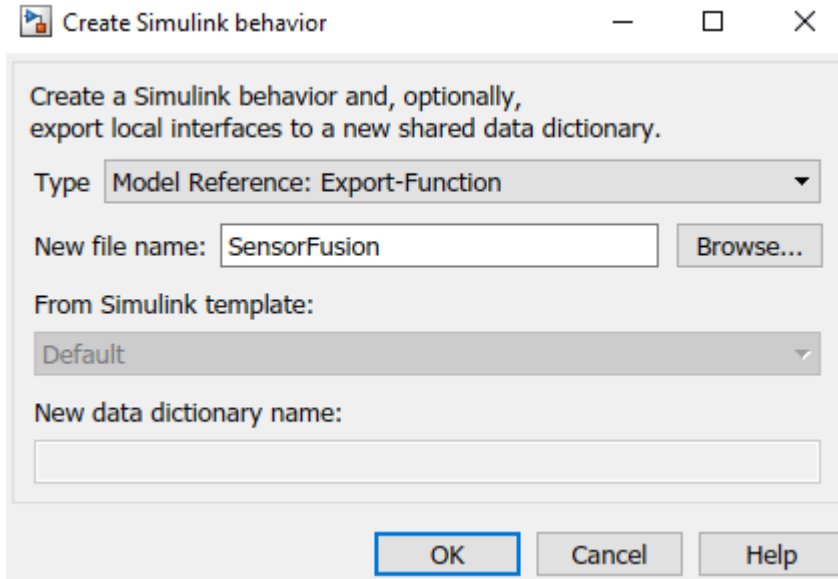 Create Simulink behavior
Create a Simulink behavior and, optionally,
export local interfaces to a new shared data dictionary.
Type Model Reference: Export-Function
New file name: SensorFusion Browse...
From Simulink template:
Default
New data dictionary name:
OK Cancel Help